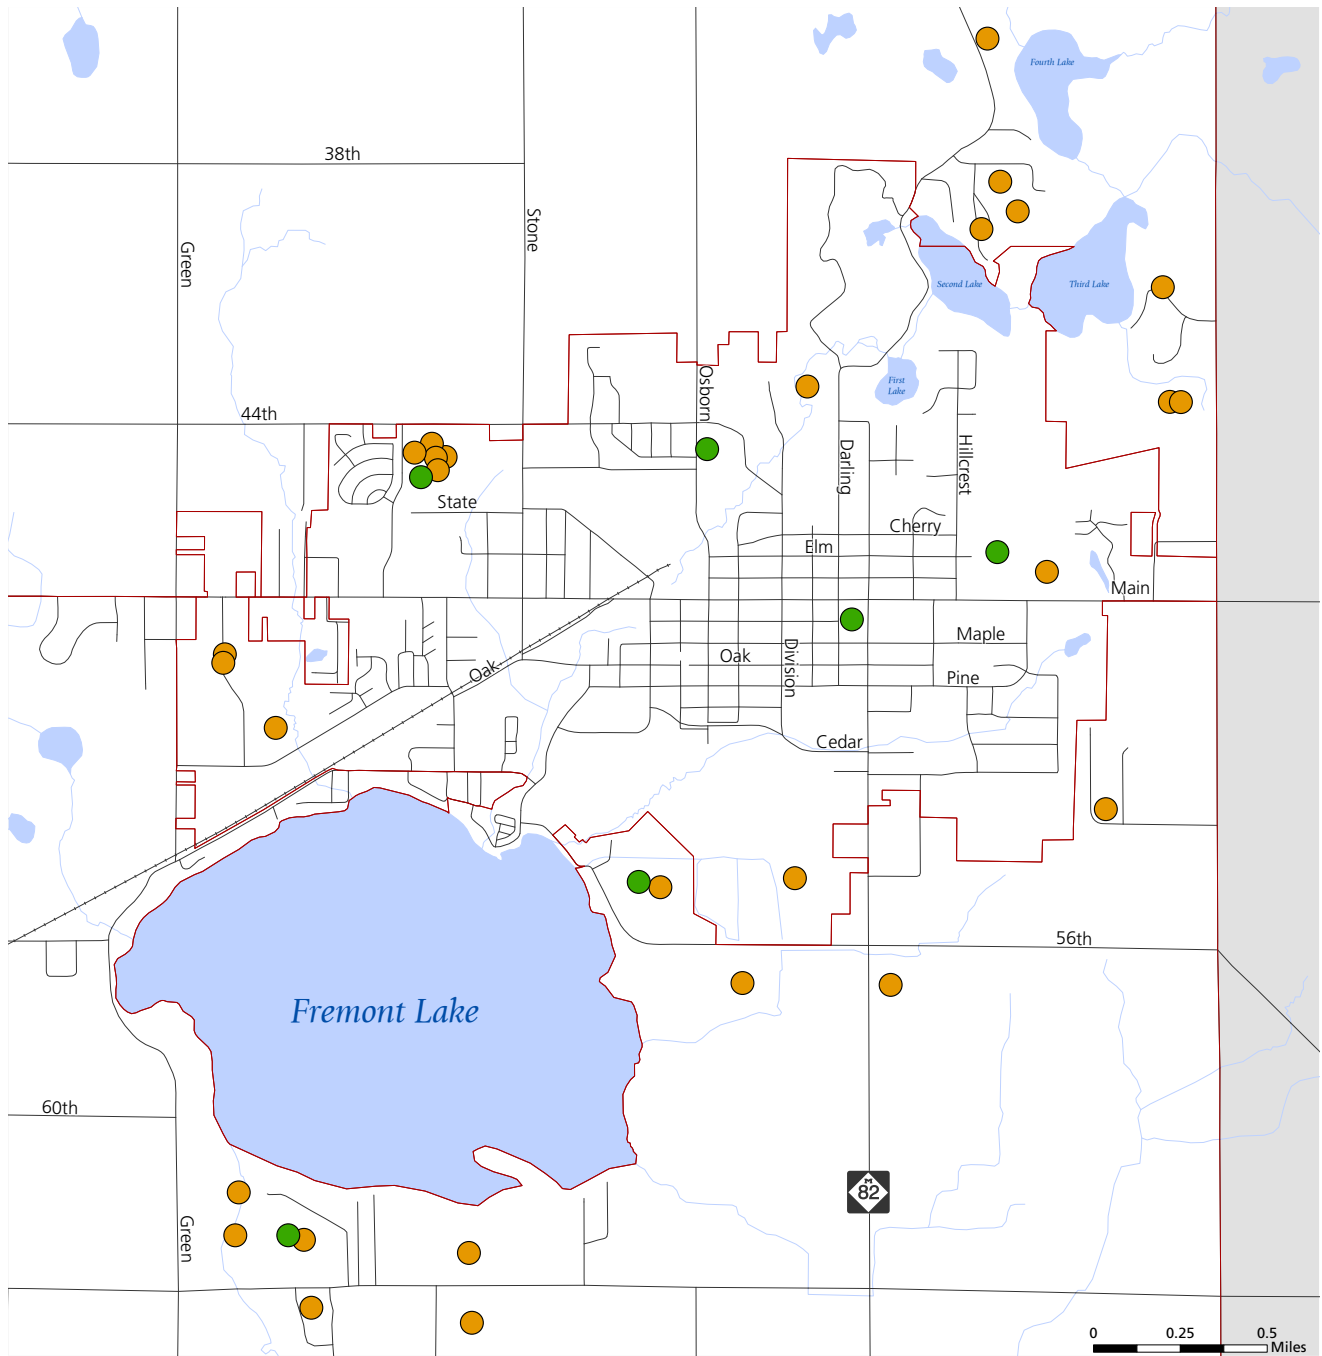 Fourth Lake
38th
Stone
Green
Second Lake
Third Lake
First
Lake
Osborn
44th
Darling
Hillcrest
State
Cherry
Elm
Main
Maple
Division
Oak
Oak
Pine
Cedar
56th
Fremont Lake
60th
M
82
Green
0 0.25 0.5
Miles